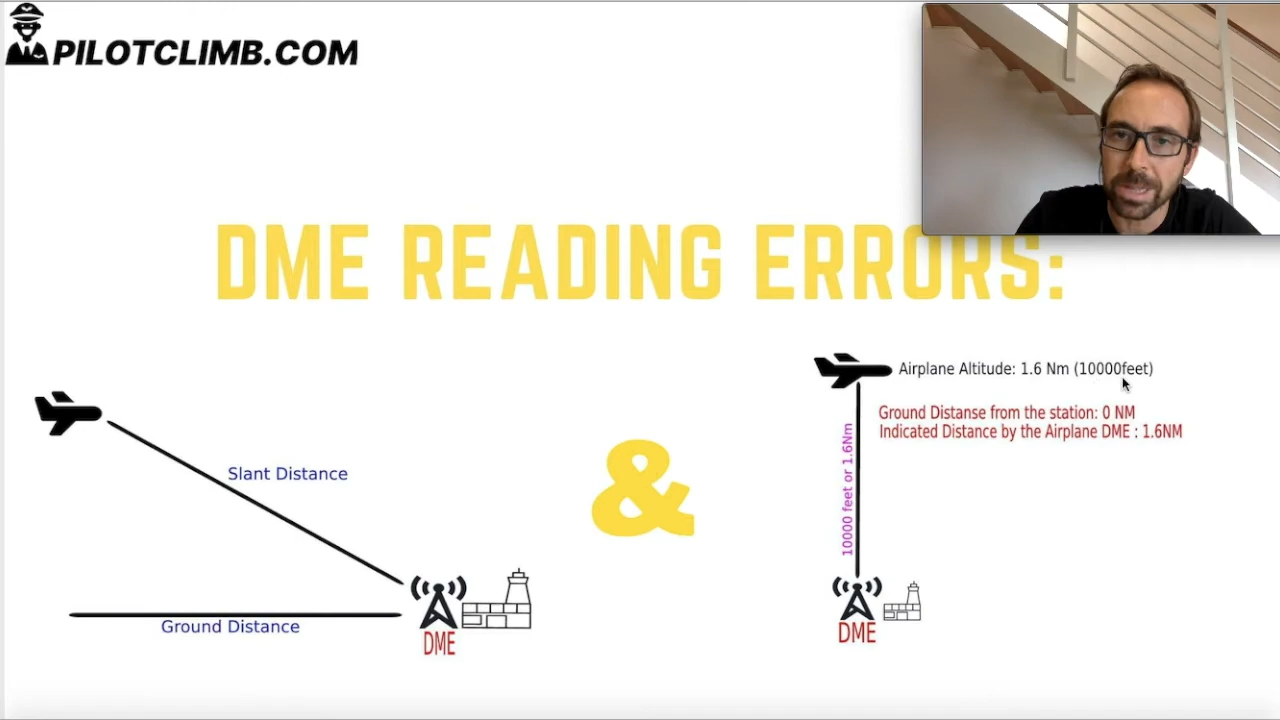 PILOTCLIMB.COM
DME READING ERRORS:
Slant Distance
Ground Distance
DME
&
Airplane Altitude: 1.6 Nm (10000feet)
Ground Distanse from the station: 0 NM
Indicated Distance by the Airplane DME : 1.6NM
10000 feet or 1.6Nm
DME